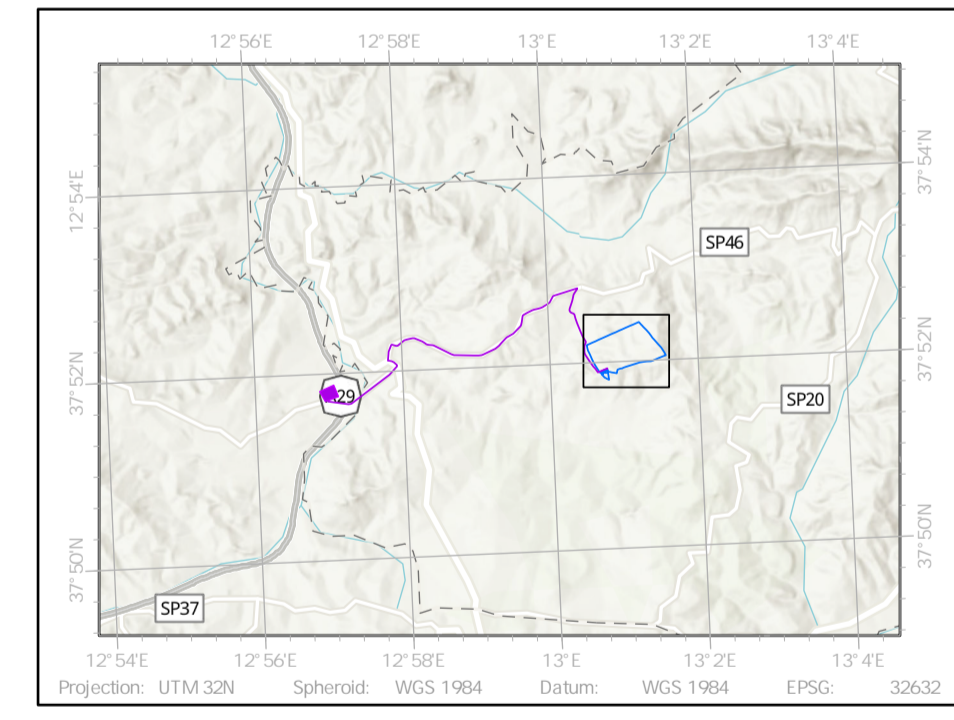 12°56'E 12°58'E 13°E 13°2'E 13°4'E
37°54'N
12°54'E
SP46
37°52'N
37°52'N
29
SP20
37°50'N
37°50'N
SP37
12°54'E 12°56'E 12°58'E 13°E 13°2'E 13°4'E
Projection: UTM 32N Spheroid: WGS 1984 Datum: WGS 1984 EPSG: 32632